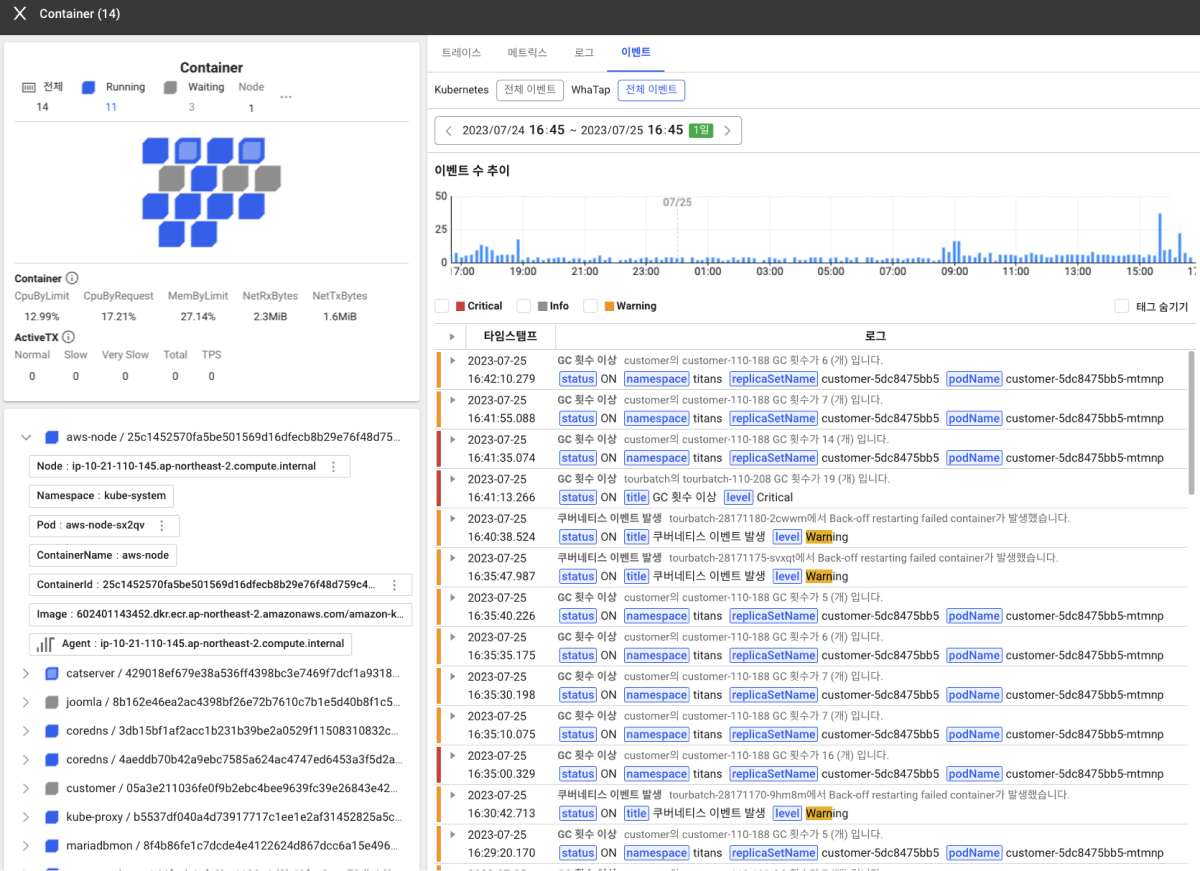 Container (14)
Container
전체 Running Waiting Node
14 11 3 1
Container
CpuByLimit CpuByRequest MemByLimit NetRxBytes NetTxBytes
12.99% 17.21% 27.14% 2.3MiB 1.6MiB
ActiveTX
Normal Slow Very Slow Total TPS
0 0 0 0 0
aws-node / 25c1452570fa5be501569d16dfecb8b29e76f48d75...
Node : ip-10-21-110-145.ap-northeast-2.compute.internal
Namespace : kube-system
Pod : aws-node-sx2qv
ContainerName : aws-node
ContainerId : 25c1452570fa5be501569d16dfecb8b29e76f48d759c4...
Image : 602401143452.dkr.ecr.ap-northeast-2.amazonaws.com/amazon-k...
Agent : ip-10-21-110-145.ap-northeast-2.compute.internal
catserver / 429018ef679e38a536ff4398bc3e7469f7dcf1a9318...
joomla / 8b162e46ea2ac4398bf26e72b7610c7b1e5d40b8f1c5...
coredns / 3db15bf1af2acc1b231b39be2a0529f11508310832c...
coredns / 4aeddb70b42a9ebc7585a624ac4747ed6453a3f5d2a...
customer / 05a3e211036fe0f9b2ebc4bee9639fc39e26843e42...
kube-proxy / b5537df040a4d73917717c1ee1e2af31452825a5c...
mariadbmon / 8f4b86fe1c7dcde4e4122624d867dcc6a15e496...
트레이스 메트릭스 로그 이벤트
Kubernetes 전체 이벤트 WhaTap 전체 이벤트
2023/07/24 16:45 ~ 2023/07/25 16:45 1일
이벤트 수 추이
50
25
0
07/25
17:00 19:00 21:00 23:00 01:00 03:00 05:00 07:00 09:00 11:00 13:00 15:00 17
Critical Info Warning 태그 숨기기
타임스탬프 로그
2023-07-25 GC 횟수 이상 customer의 customer-110-188 GC 횟수가 6 (개) 입니다.
16:42:10.279 status ON namespace titans replicaSetName customer-5dc8475bb5 podName customer-5dc8475bb5-mtmnp
2023-07-25 GC 횟수 이상 customer의 customer-110-188 GC 횟수가 7 (개) 입니다.
16:41:55.088 status ON namespace titans replicaSetName customer-5dc8475bb5 podName customer-5dc8475bb5-mtmnp
2023-07-25 GC 횟수 이상 customer의 customer-110-188 GC 횟수가 14 (개) 입니다.
16:41:35.074 status ON namespace titans replicaSetName customer-5dc8475bb5 podName customer-5dc8475bb5-mtmnp
2023-07-25 GC 횟수 이상 tourbatch의 tourbatch-110-208 GC 횟수가 19 (개) 입니다.
16:41:13.266 status ON title GC 횟수 이상 level Critical
2023-07-25 쿠버네티스 이벤트 발생 tourbatch-28171180-2cwwm에서 Back-off restarting failed container가 발생했습니다.
16:40:38.524 status ON title 쿠버네티스 이벤트 발생 level Warning
2023-07-25 쿠버네티스 이벤트 발생 tourbatch-28171175-svxqt에서 Back-off restarting failed container가 발생했습니다.
16:35:47.987 status ON title 쿠버네티스 이벤트 발생 level Warning
2023-07-25 GC 횟수 이상 customer의 customer-110-188 GC 횟수가 5 (개) 입니다.
16:35:40.226 status ON namespace titans replicaSetName customer-5dc8475bb5 podName customer-5dc8475bb5-mtmnp
2023-07-25 GC 횟수 이상 customer의 customer-110-188 GC 횟수가 6 (개) 입니다.
16:35:35.175 status ON namespace titans replicaSetName customer-5dc8475bb5 podName customer-5dc8475bb5-mtmnp
2023-07-25 GC 횟수 이상 customer의 customer-110-188 GC 횟수가 7 (개) 입니다.
16:35:30.198 status ON namespace titans replicaSetName customer-5dc8475bb5 podName customer-5dc8475bb5-mtmnp
2023-07-25 GC 횟수 이상 customer의 customer-110-188 GC 횟수가 7 (개) 입니다.
16:35:10.075 status ON namespace titans replicaSetName customer-5dc8475bb5 podName customer-5dc8475bb5-mtmnp
2023-07-25 GC 횟수 이상 customer의 customer-110-188 GC 횟수가 16 (개) 입니다.
16:35:00.329 status ON namespace titans replicaSetName customer-5dc8475bb5 podName customer-5dc8475bb5-mtmnp
2023-07-25 쿠버네티스 이벤트 발생 tourbatch-28171170-9hm8m에서 Back-off restarting failed container가 발생했습니다.
16:30:42.713 status ON title 쿠버네티스 이벤트 발생 level Warning
2023-07-25 GC 횟수 이상 customer의 customer-110-188 GC 횟수가 5 (개) 입니다.
16:29:20.170 status ON namespace titans replicaSetName customer-5dc8475bb5 podName customer-5dc8475bb5-mtmnp